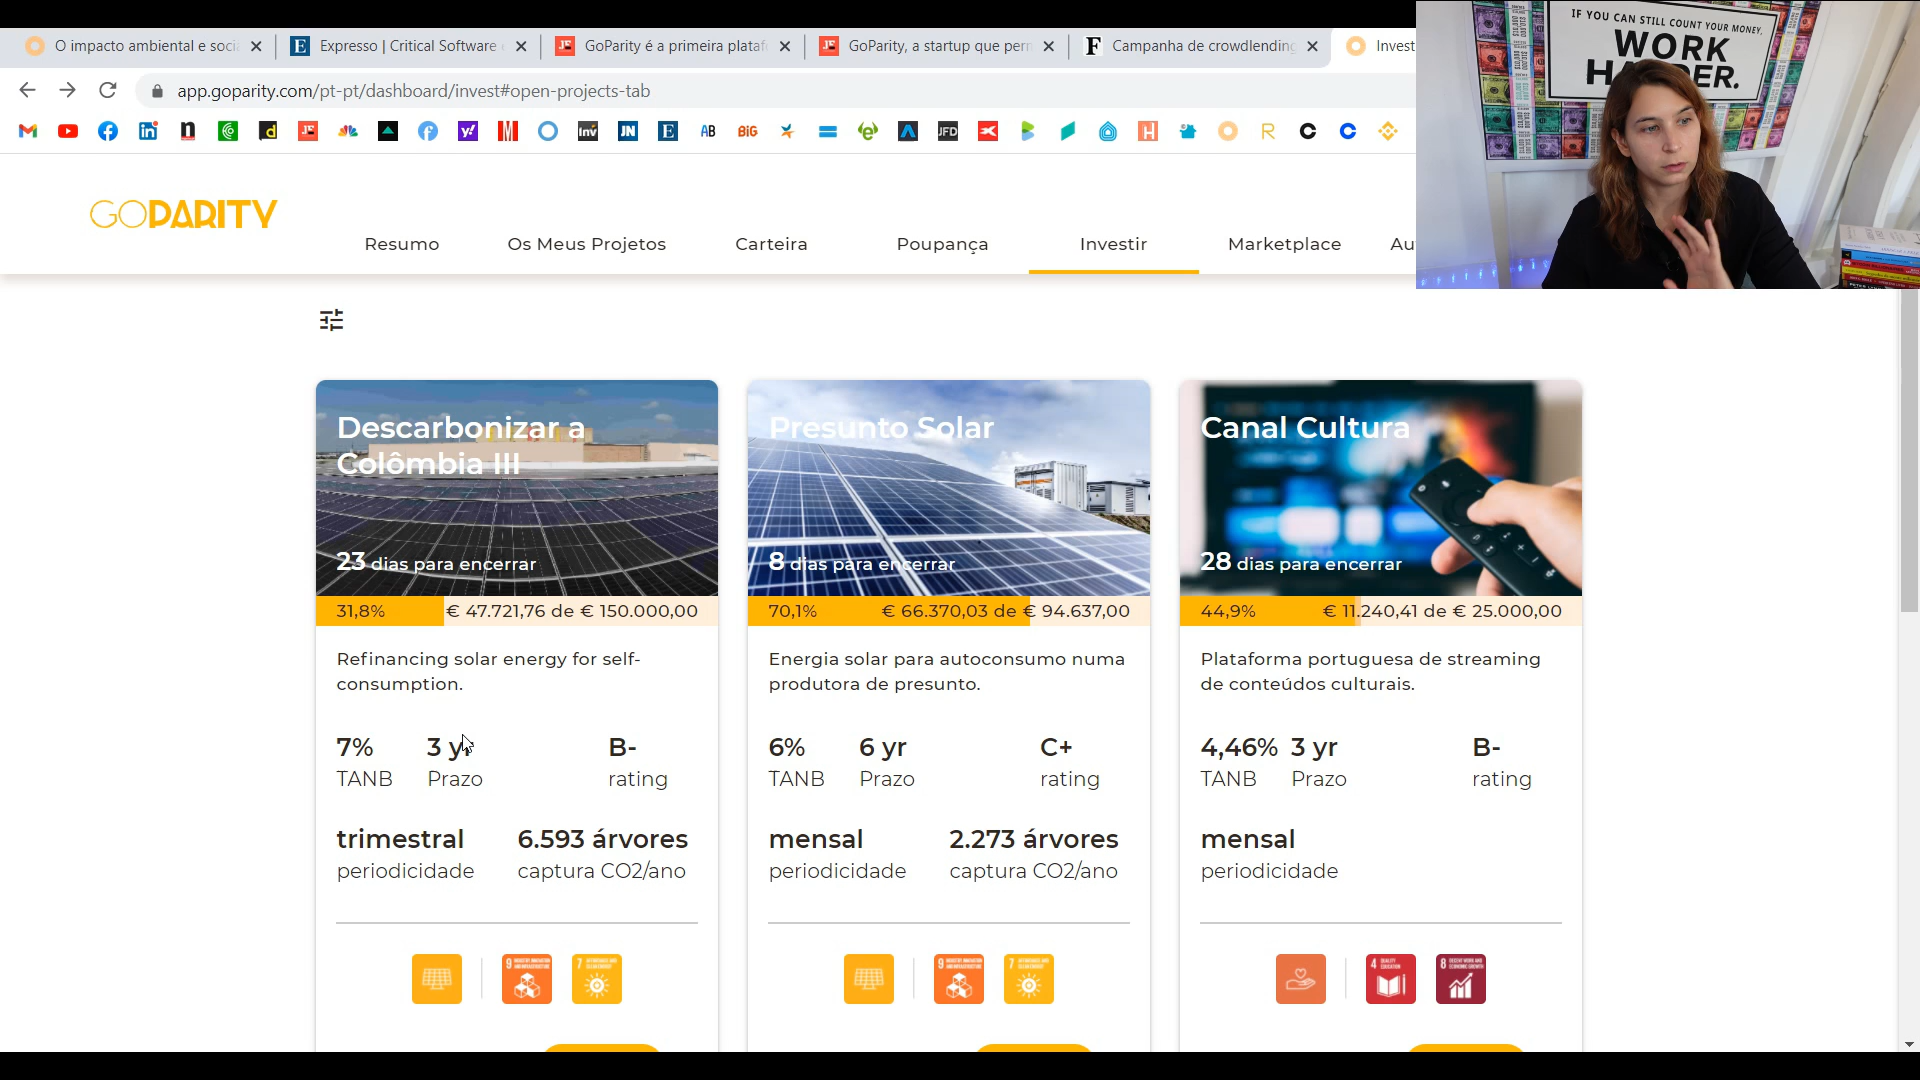 O impacto ambiental e soci
Expresso | Critical Software
GoParity é a primeira plataf
GoParity, a startup que perm
Campanha de crowdlending
Invest
app.goparity.com/pt-pt/dashboard/invest#open-projects-tab
IF YOU CAN STILL COUNT YOUR MONEY,
WORK
GOPARITY
Resumo
Os Meus Projetos
Carteira
Poupança
Investir
Marketplace
Au
Descarbonizar a
Colômbia III
23 dias para encerrar
31,8%
€ 47.721,76 de € 150.000,00
Refinancing solar energy for self-
consumption.
7%
3 yr
B-
TANB
Prazo
rating
trimestral
6.593 árvores
periodicidade
captura CO2/ano
Presunto Solar
8 dias para encerrar
70,1%
€ 66.370,03 de € 94.637,00
Energia solar para autoconsumo numa
produtora de presunto.
6%
6 yr
C+
TANB
Prazo
rating
mensal
2.273 árvores
periodicidade
captura CO2/ano
Canal Cultura
28 dias para encerrar
44,9%
€ 11.240,41 de € 25.000,00
Plataforma portuguesa de streaming
de conteúdos culturais.
4,46%
3 yr
B-
TANB
Prazo
rating
mensal
periodicidade